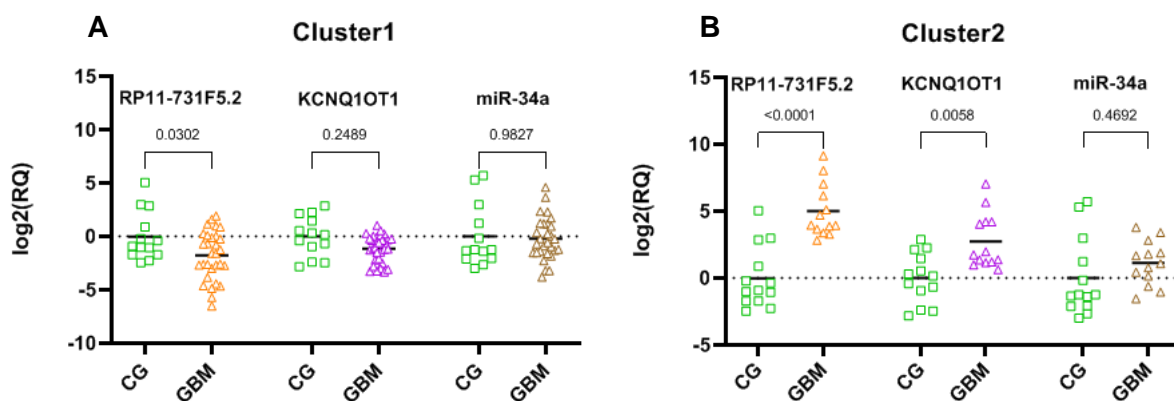 A
Cluster1
15
10
5
0
-5
-10
log2(RQ)
RP11-731F5.2
KCNQ1OT1
miR-34a
0.0302
0.2489
0.9827
CG
GBM
CG
GBM
CG
GBM
B
Cluster2
15
10
5
0
-5
log2(RQ)
RP11-731F5.2
KCNQ1OT1
miR-34a
<0.0001
0.0058
0.4692
CG
GBM
CG
GBM
CG
GBM